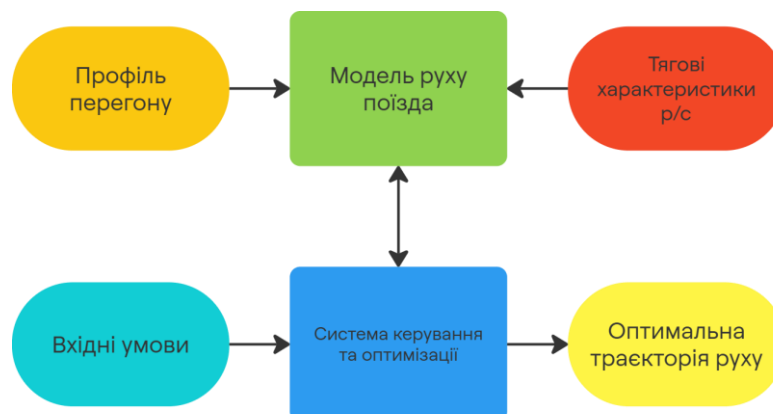 Профіль
перегону
Модель руху
поїзда
Тягові
характеристики
р/с
Вхідні умови
Система керування
та оптимізації
Оптимальна
траєкторія руху